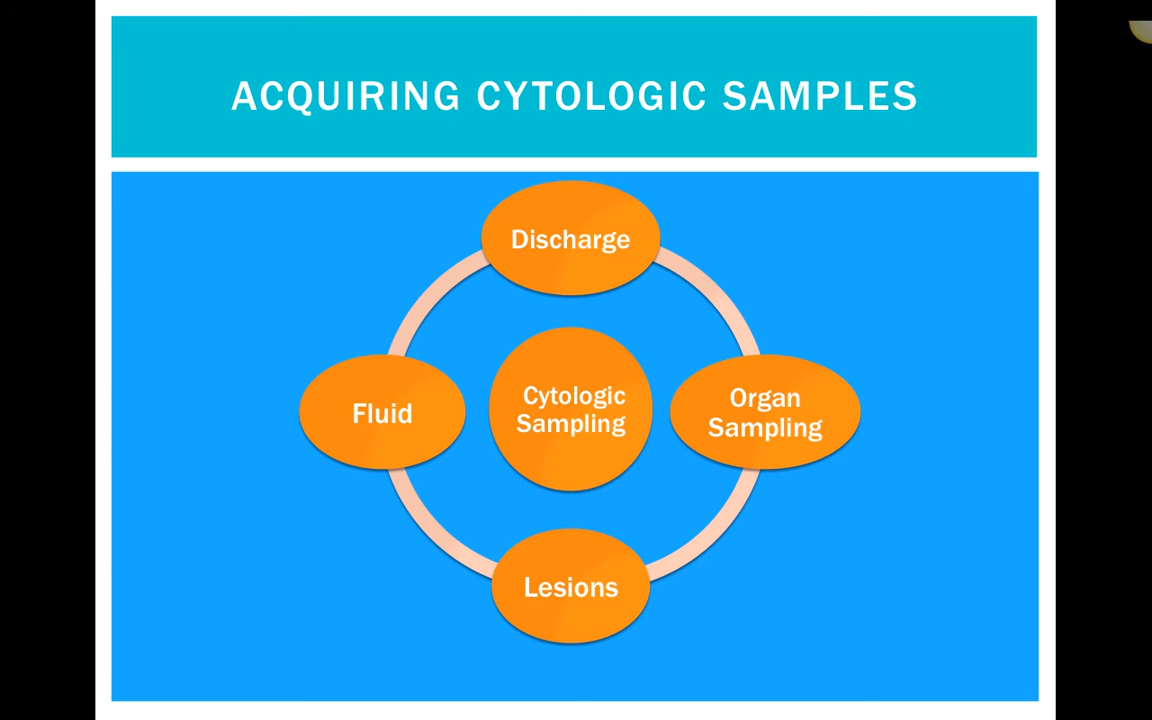 ACQUIRING CYTOLOGIC SAMPLES
Discharge
Fluid
Cytologic
Sampling
Organ
Sampling
Lesions